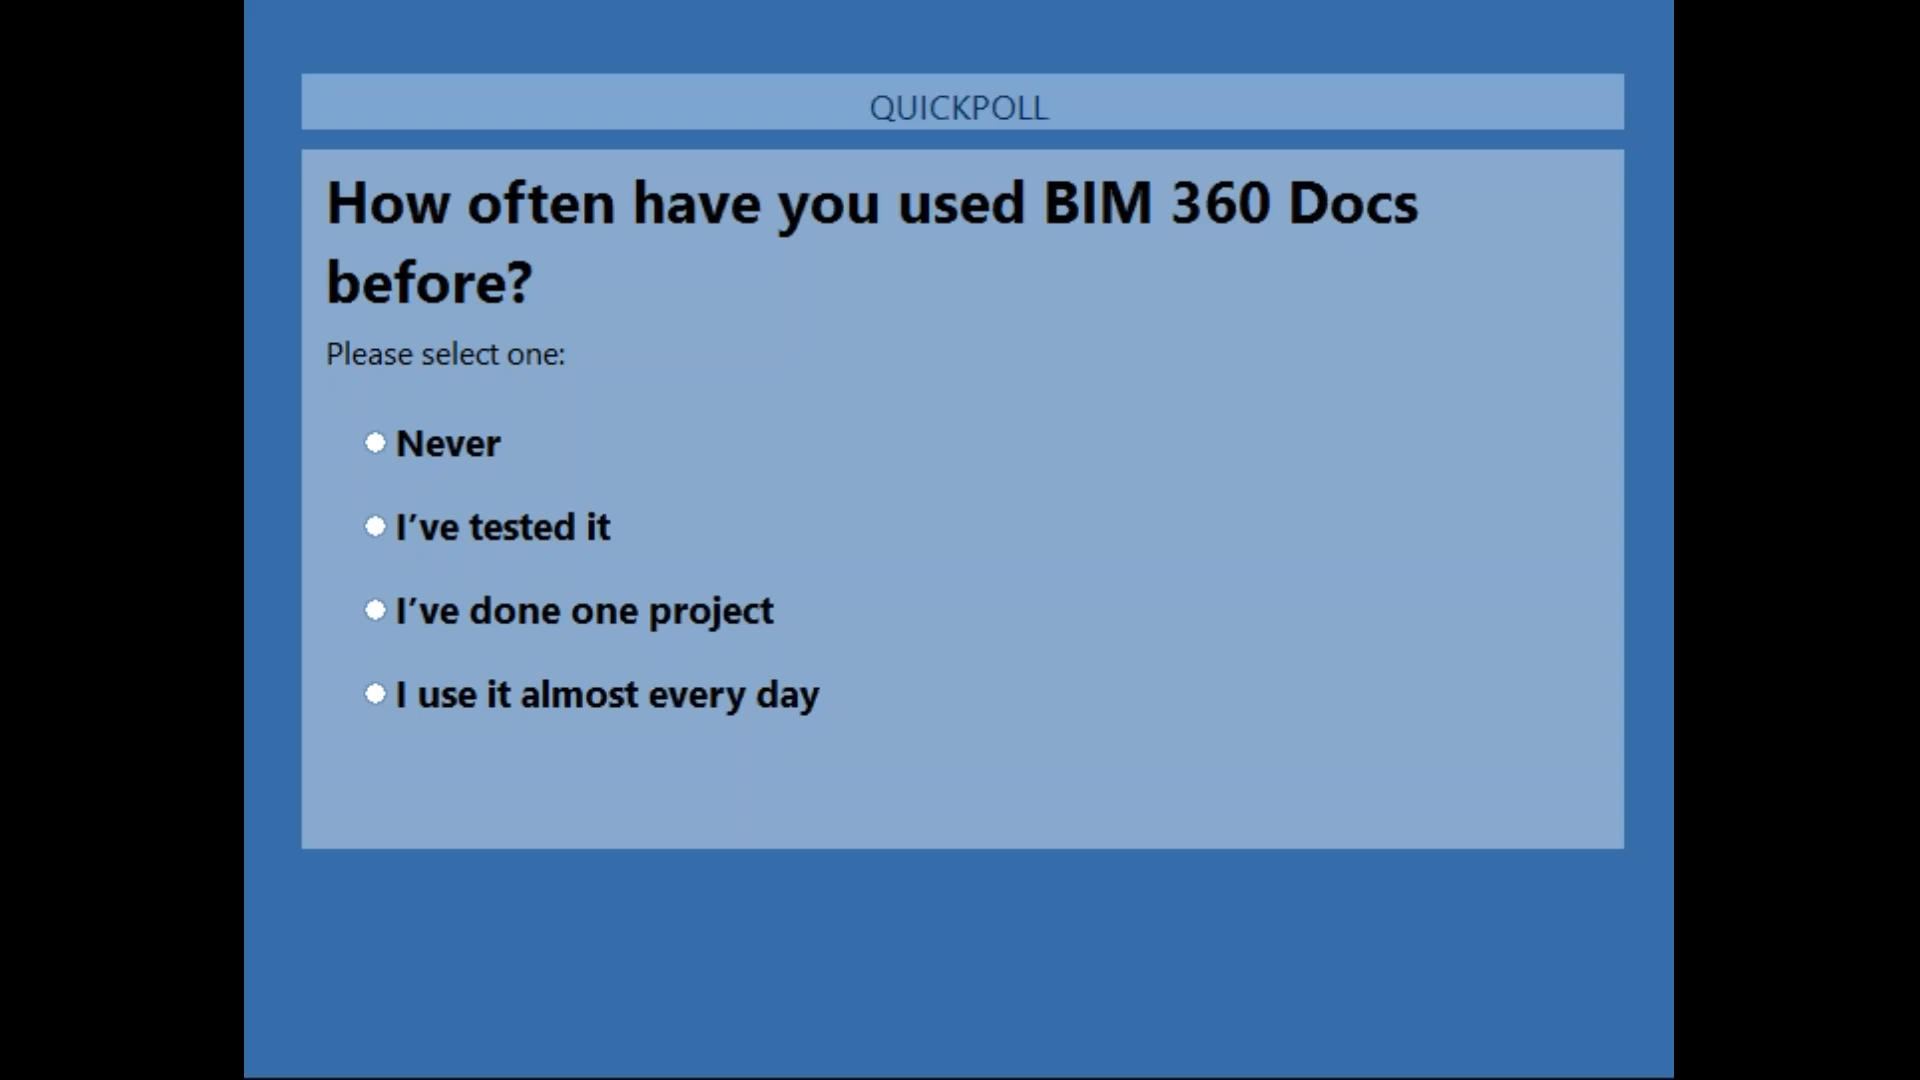 QUICKPOLL
How often have you used BIM 360 Docs
before?
Please select one:
Never
I’ve tested it
I’ve done one project
I use it almost every day